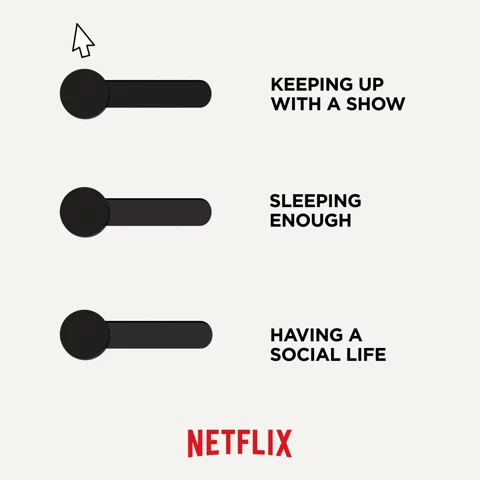 KEEPING UP
WITH A SHOW
SLEEPING
ENOUGH
HAVING A
SOCIAL LIFE
NETFLIX